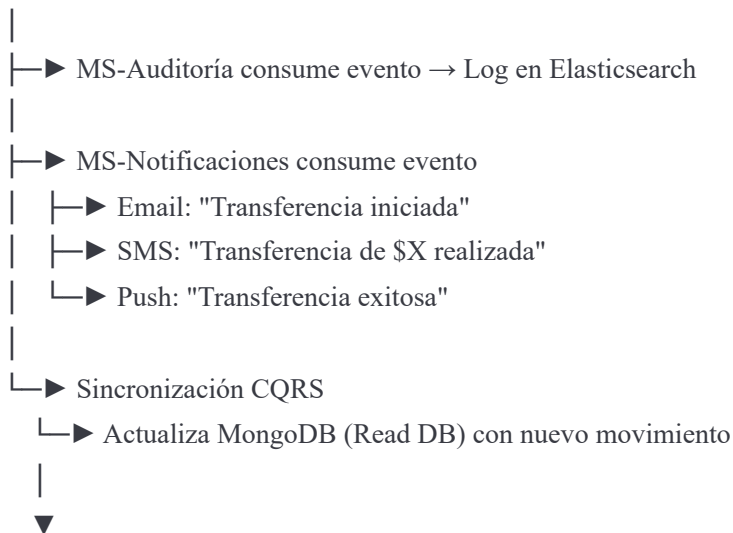 │
├─► MS-Auditoría consume evento → Log en Elasticsearch
│
├─► MS-Notificaciones consume evento
│ ├─► Email: "Transferencia iniciada"
│ ├─► SMS: "Transferencia de $X realizada"
│ └─► Push: "Transferencia exitosa"
│
└─► Sincronización CQRS
└─► Actualiza MongoDB (Read DB) con nuevo movimiento
│
▼